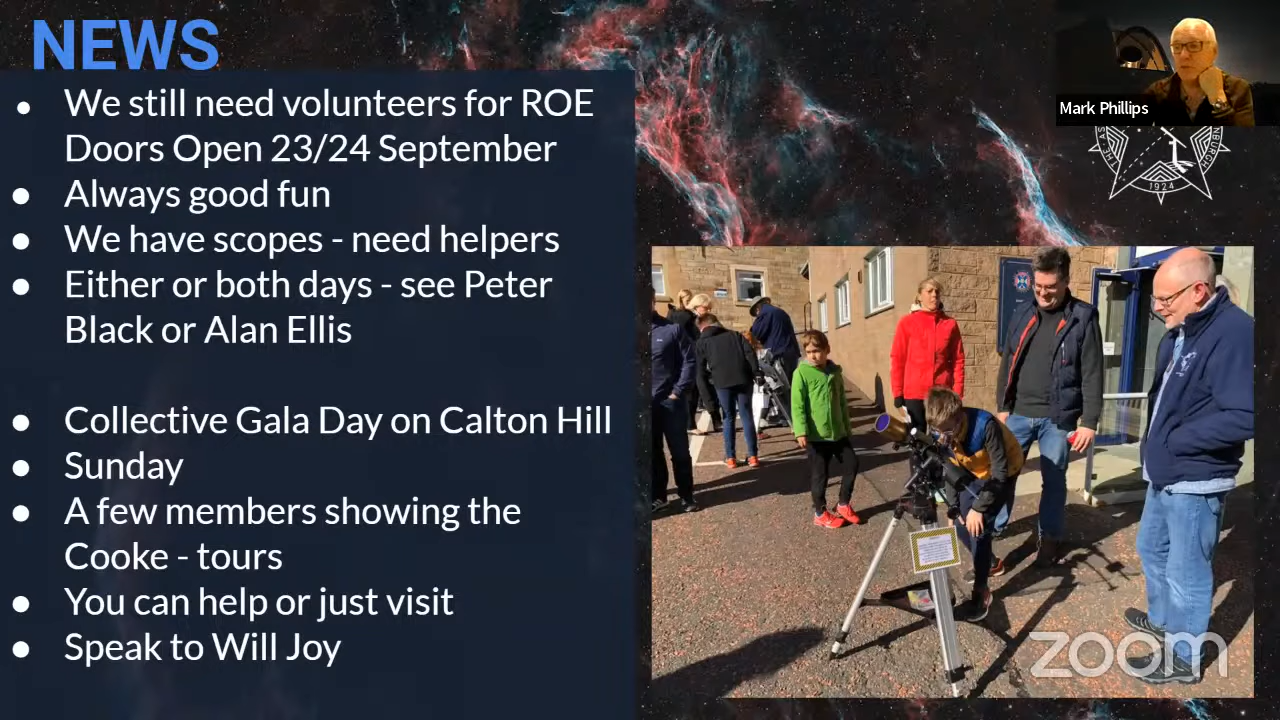 NEWS
● We still need volunteers for ROE
Doors Open 23/24 September
● Always good fun
● We have scopes - need helpers
● Either or both days - see Peter
Black or Alan Ellis
● Collective Gala Day on Calton Hill
● Sunday
● A few members showing the
Cooke - tours
● You can help or just visit
● Speak to Will Joy
Mark Phillips
1924
zoom